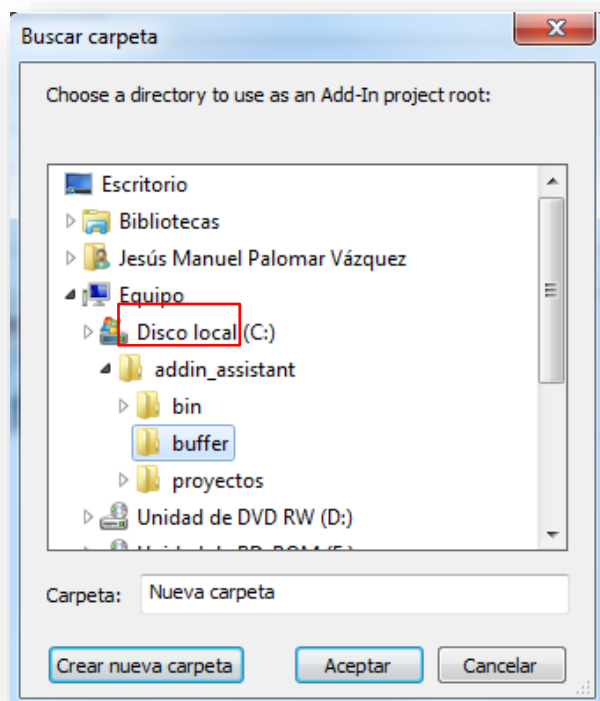 Buscar carpeta
Choose a directory to use as an Add-In project root:
Escritorio
Bibliotecas
Jesús Manuel Palomar Vázquez
Equipo
Disco local (C:)
addin_assistant
bin
buffer
proyectos
Unidad de DVD RW (D:)
Carpeta: Nueva carpeta
Crear nueva carpeta Aceptar Cancelar